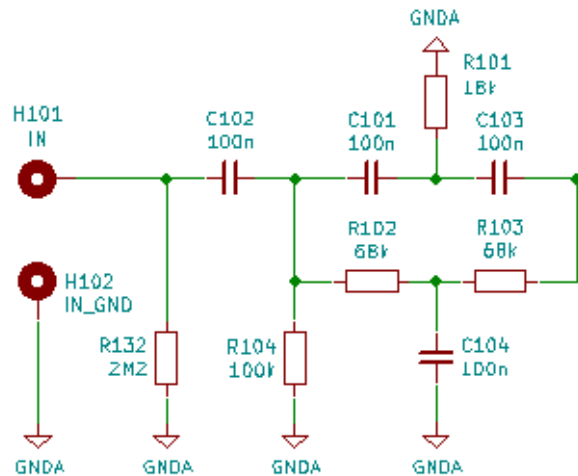 GNDA
R101
18k
H101
IN
C102
100n
C101
100n
C103
100n
R102
68k
R103
68k
H102
IN_GND
R132
2M2
R104
100k
C104
100n
GNDA
GNDA
GNDA
GNDA